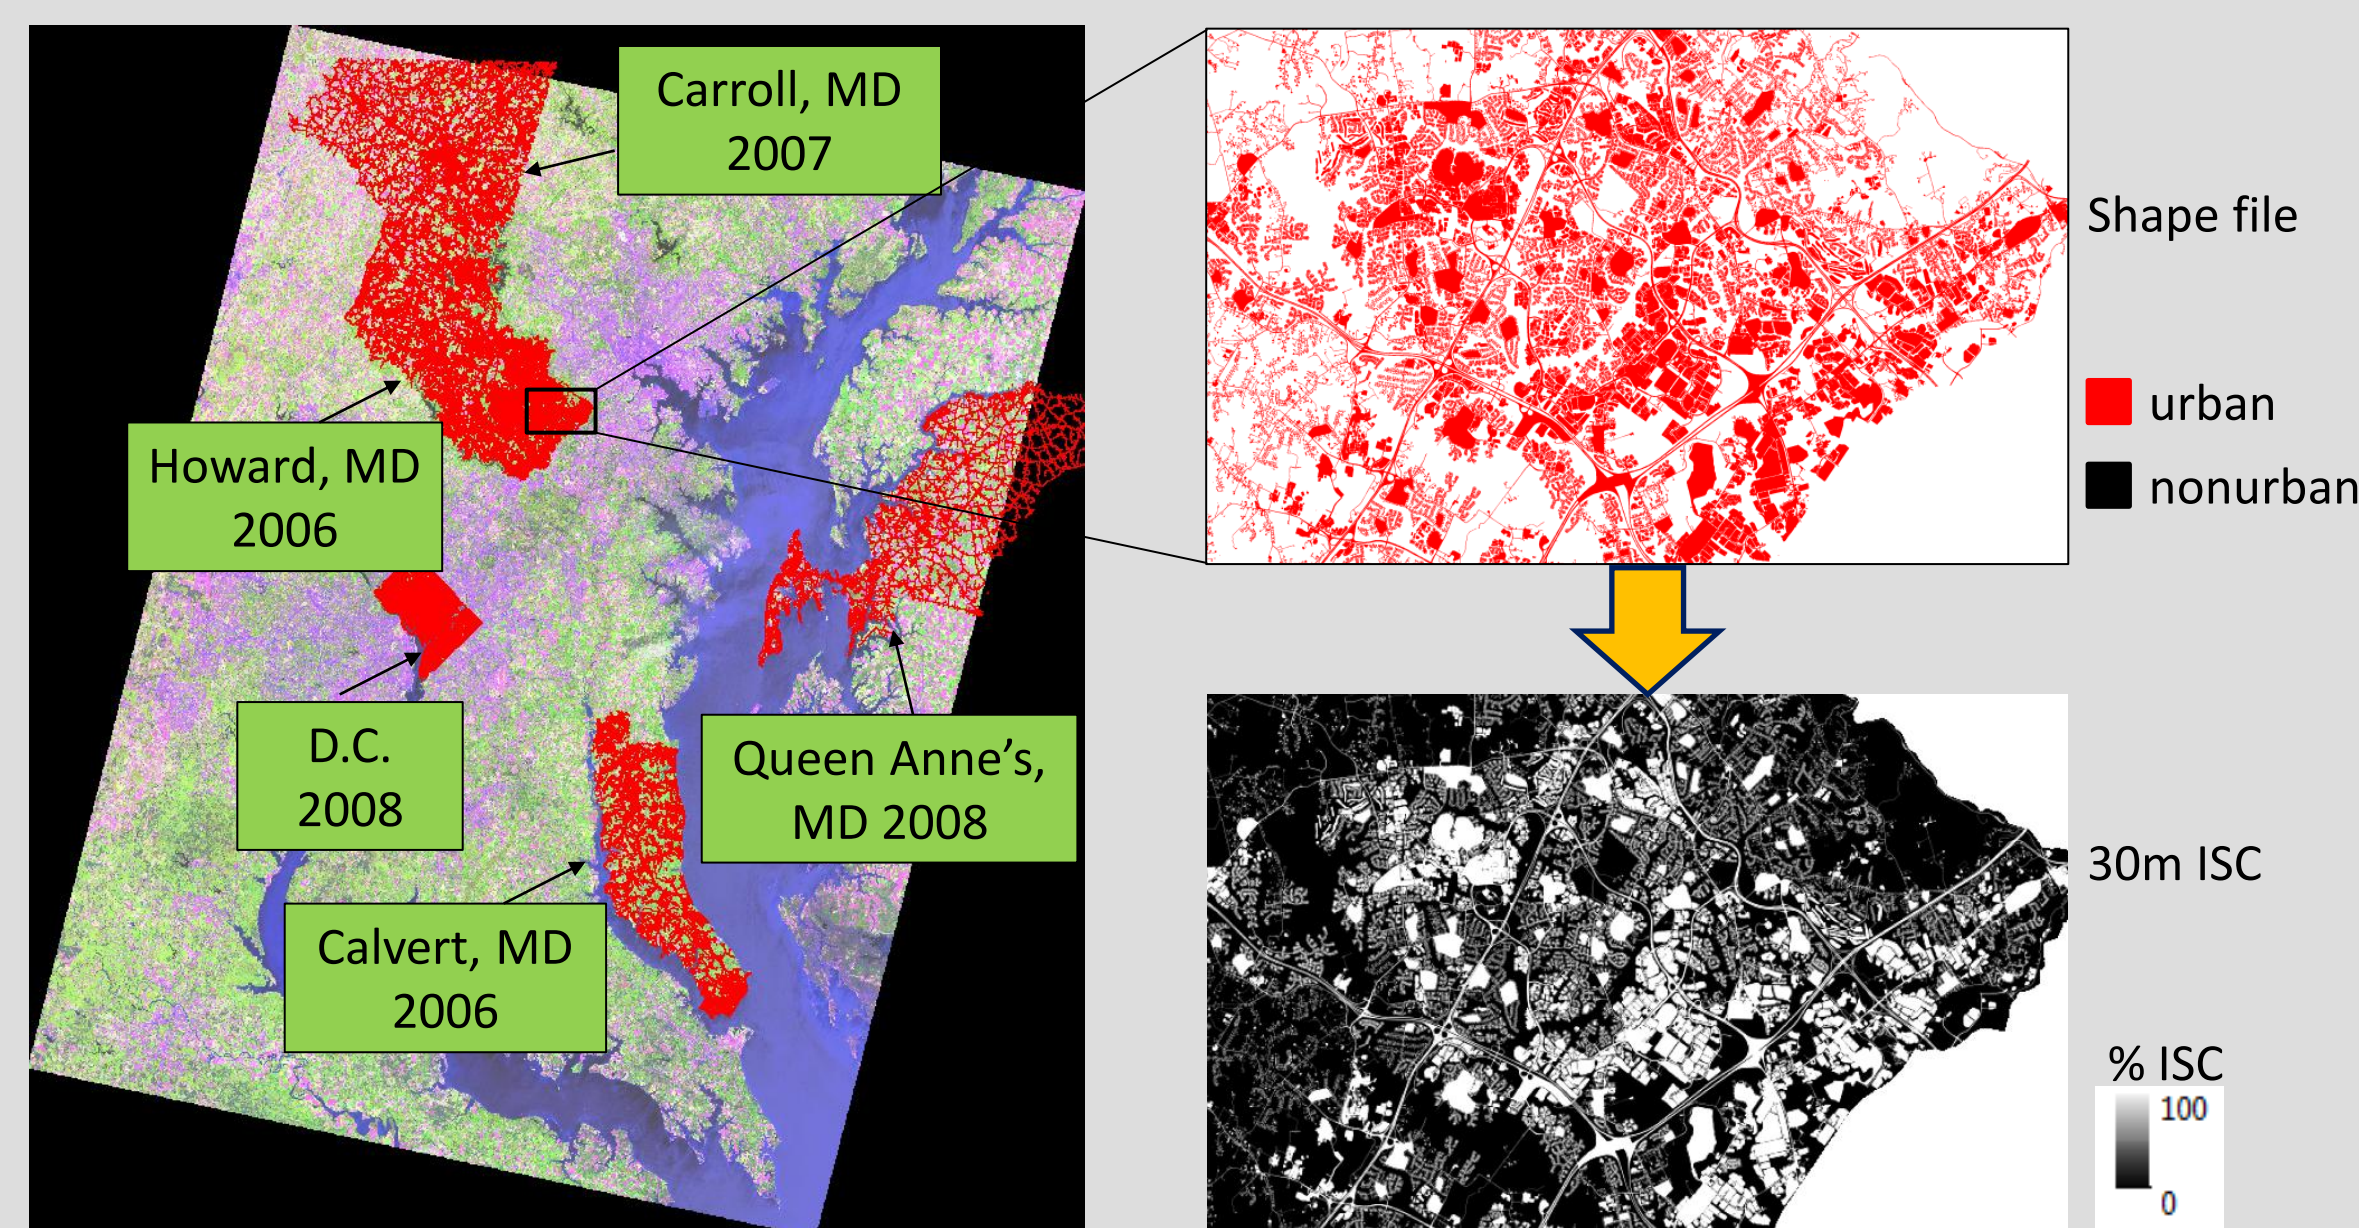 Carroll, MD
2007
Howard, MD
2006
D.C.
2008
Queen Anne’s,
MD 2008
Calvert, MD
2006
Shape file
urban
nonurban
30m ISC
% ISC
100
0